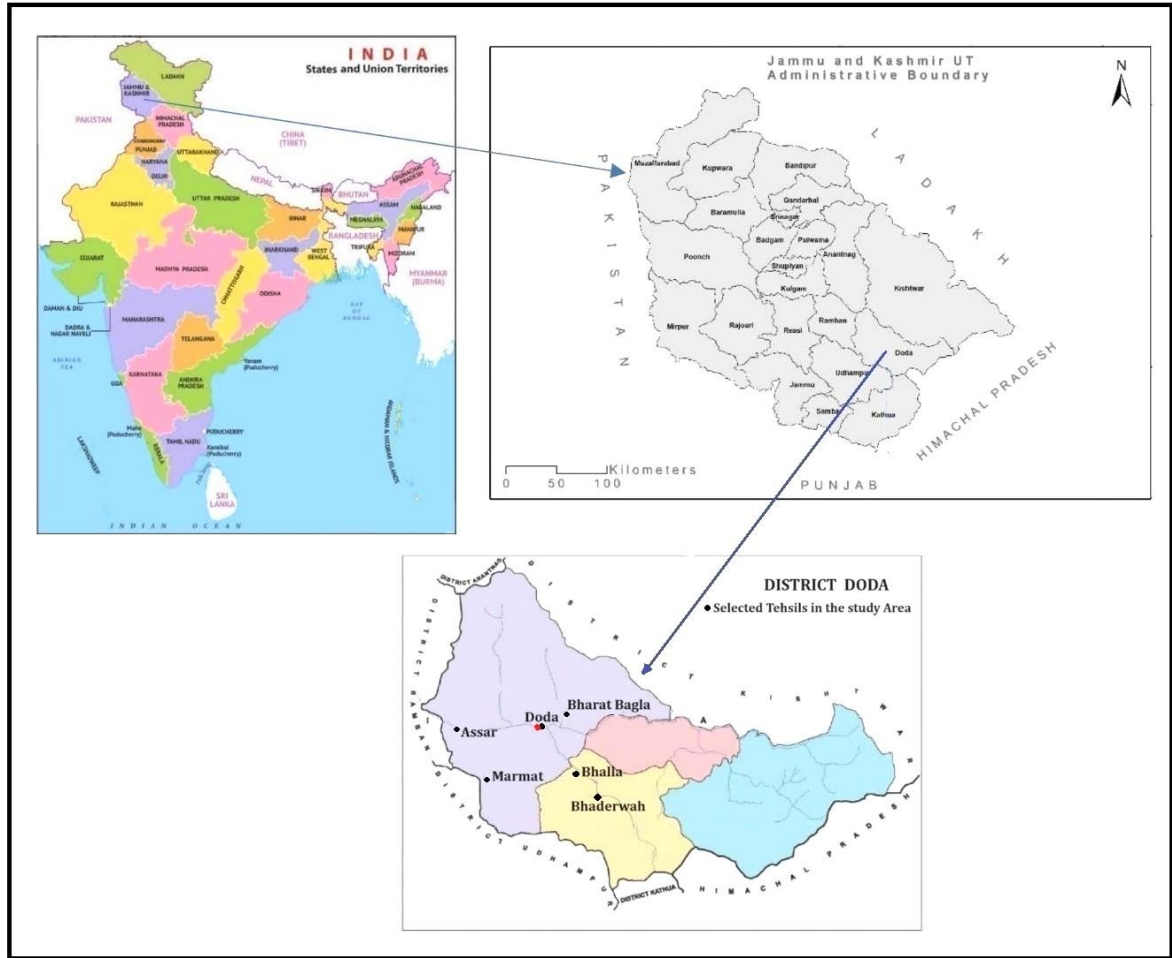 INDIA
States and Union Territories
LADAKH
JAMMU &
KASHMIR
PAKISTAN
HIMACHAL
PRADESH
CHINA
(TIBET)
PUNJAB
UTTARAKHAND
HARYANA
DELHI
NEPAL
ARUNACHAL
PRADESH
SIKKIM
BHUTAN
RAJASTHAN
UTTAR PRADESH
ASSAM
NAGALAND
BIHAR
MEGHALAYA
MANIPUR
BANGLADESH
GUJARAT
JHARKHAND
WEST
BENGAL
TRIPURA
MIZORAM
MADHYA PRADESH
MYANMAR
(BURMA)
CHHATTISGARH
DAMAN & DIU
ODISHA
DADRA &
NAGAR HAVELI
MAHARASHTRA
BAY
OF
BENGAL
TELANGANA
ARABIAN
SEA
Yanam
(Puducherry)
KARNATAKA
GOA
ANDHRA
PRADESH
ANDAMAN & NICOBAR ISLANDS
Mahe
(Puducherry)
PUDUCHERRY
TAMIL NADU
Karaikal
(Puducherry)
LAKSHADWEEP
KERALA
SRI
LANKA
INDIAN OCEAN
Jammu and Kashmir UT
Administrative Boundary
N
LADAKH
PAKISTAN
Muzaffarabad
Kupwara
Bandipur
Gandarbal
Baramulla
Srinagar
Badgam
Pulwama
Poonch
Anantnag
Shupiyan
Kishtwar
Kulgam
Mirpur
Rajouri
Reasi
Ramban
Doda
Udhampur
Jammu
Samba
Kathua
HIMACHAL PRADESH
Kilometers
0 50 100
PUNJAB
DISTRICT DODA
Selected Tehsils in the study Area
DISTRICT ANANTNAG
DISTRICT KISHTWAR
DISTRICT RAMBAN
Bharat Bagla
Doda
Assar
Marmat
Bhalla
Bhaderwah
DISTRICT UDHAMPUR
DISTRICT KATHUA
HIMACHAL PRADESH